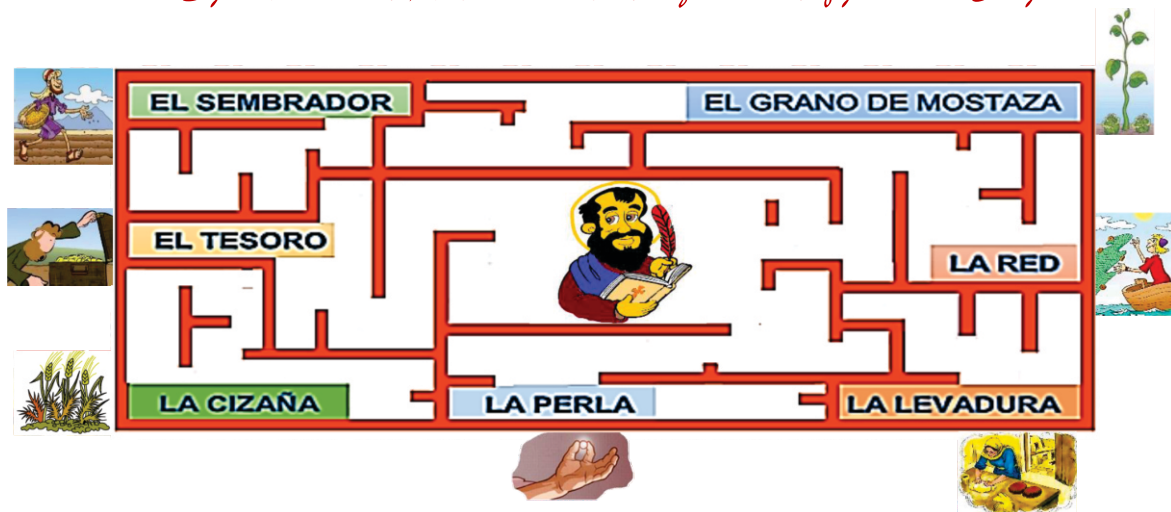 EL SEMBRADOR
EL GRANO DE MOSTAZA
EL TESORO
LA RED
LA CIZAÑA
LA PERLA
LA LEVADURA